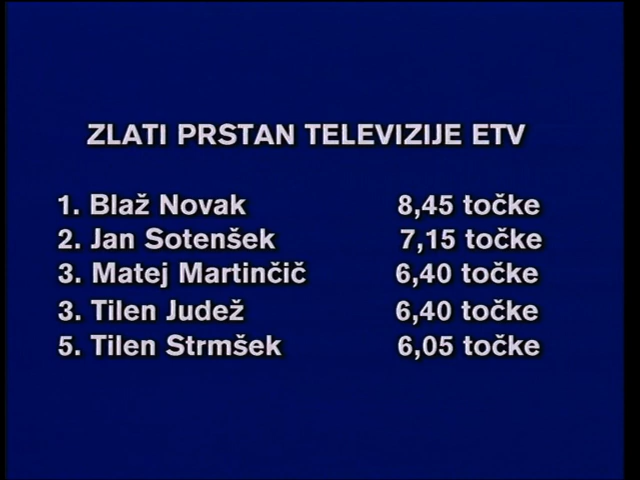 ZLATI PRSTAN TELEVIZIJE ETV
1. Blaž Novak 8,45 točke
2. Jan Sotenšek 7,15 točke
3. Matej Martinčič 6,40 točke
3. Tilen Judež 6,40 točke
5. Tilen Strmšek 6,05 točke